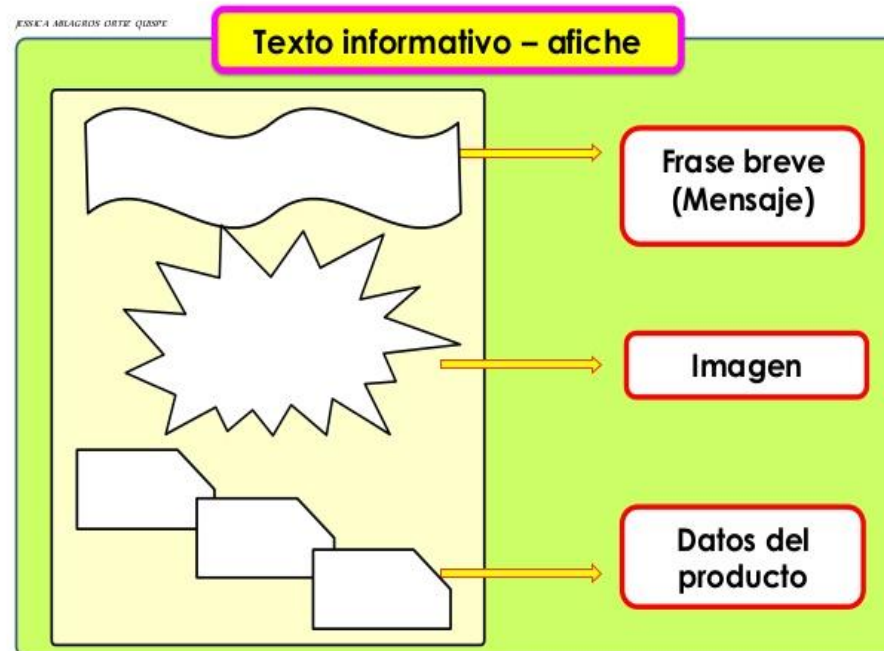 JESSICA MILAGROS ORTIZ QUISPE
Texto informativo – afiche
Frase breve
(Mensaje)
Imagen
Datos del
producto